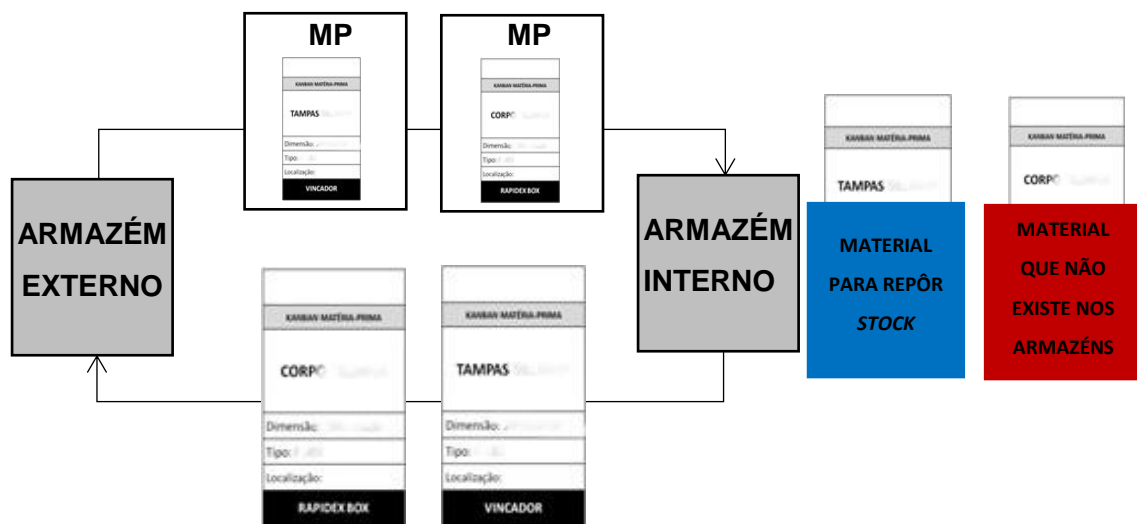 MP
KANBAN MATÉRIA-PRIMA
TAMPAS
Dimensão:
Tipo:
Localização:
VINCADOR
MP
KANBAN MATÉRIA-PRIMA
CORPO
Dimensão:
Tipo:
Localização:
RAPIDEX BOX
ARMAZÉM
EXTERNO
ARMAZÉM
INTERNO
KANBAN MATÉRIA-PRIMA
TAMPAS
MATERIAL
PARA REPÔR
STOCK
KANBAN MATÉRIA-PRIMA
CORPO
MATERIAL
QUE NÃO
EXISTE NOS
ARMAZÉNS
KANBAN MATÉRIA-PRIMA
CORPO
Dimensão:
Tipo:
Localização:
RAPIDEX BOX
KANBAN MATÉRIA-PRIMA
TAMPAS
Dimensão:
Tipo:
Localização:
VINCADOR